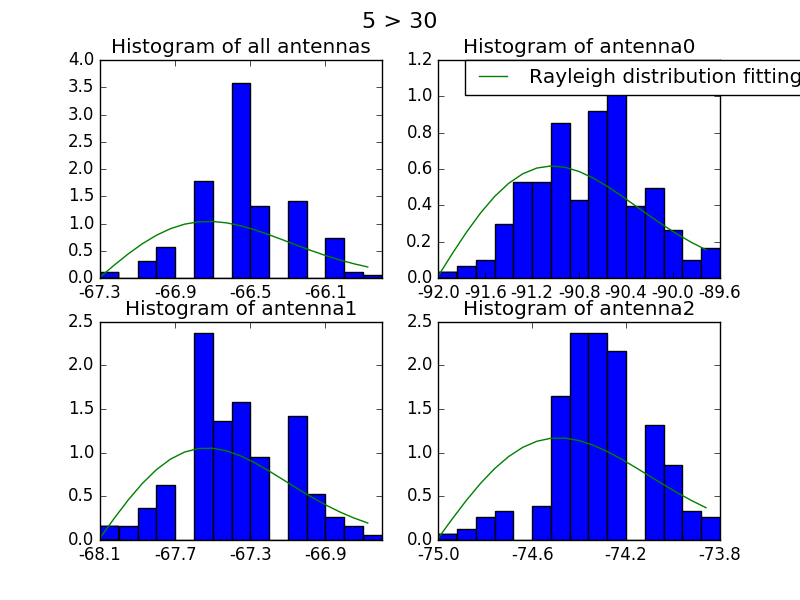 5 > 30
Histogram of all antennas
4.0
3.5
3.0
2.5
2.0
1.5
1.0
0.5
0.0
-67.3 -66.9 -66.5 -66.1
Histogram of antenna0
Rayleigh distribution fitting
1.2
1.0
0.8
0.6
0.4
0.2
0.0
-92.0 -91.6 -91.2 -90.8 -90.4 -90.0 -89.6
Histogram of antenna1
2.5
2.0
1.5
1.0
0.5
0.0
-68.1 -67.7 -67.3 -66.9
Histogram of antenna2
2.5
2.0
1.5
1.0
0.5
0.0
-75.0 -74.6 -74.2 -73.8